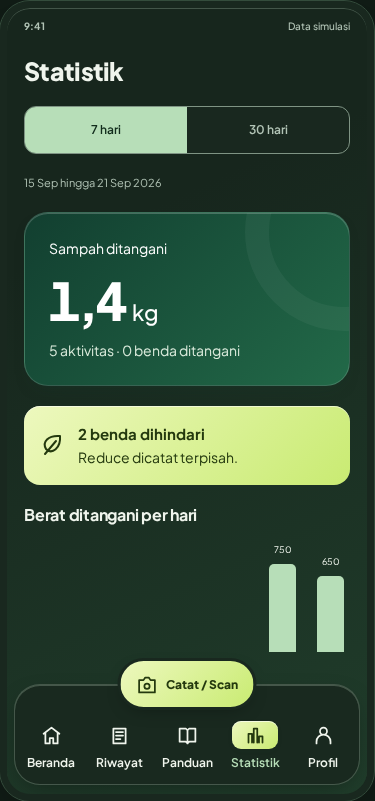 9:41
Data simulasi
Statistik
7 hari
30 hari
15 Sep hingga 21 Sep 2026
Sampah ditangani
1,4 kg
5 aktivitas · 0 benda ditangani
2 benda dihindari
Reduce dicatat terpisah.
Berat ditangani per hari
750
650
Catat / Scan
Beranda
Riwayat
Panduan
Statistik
Profil